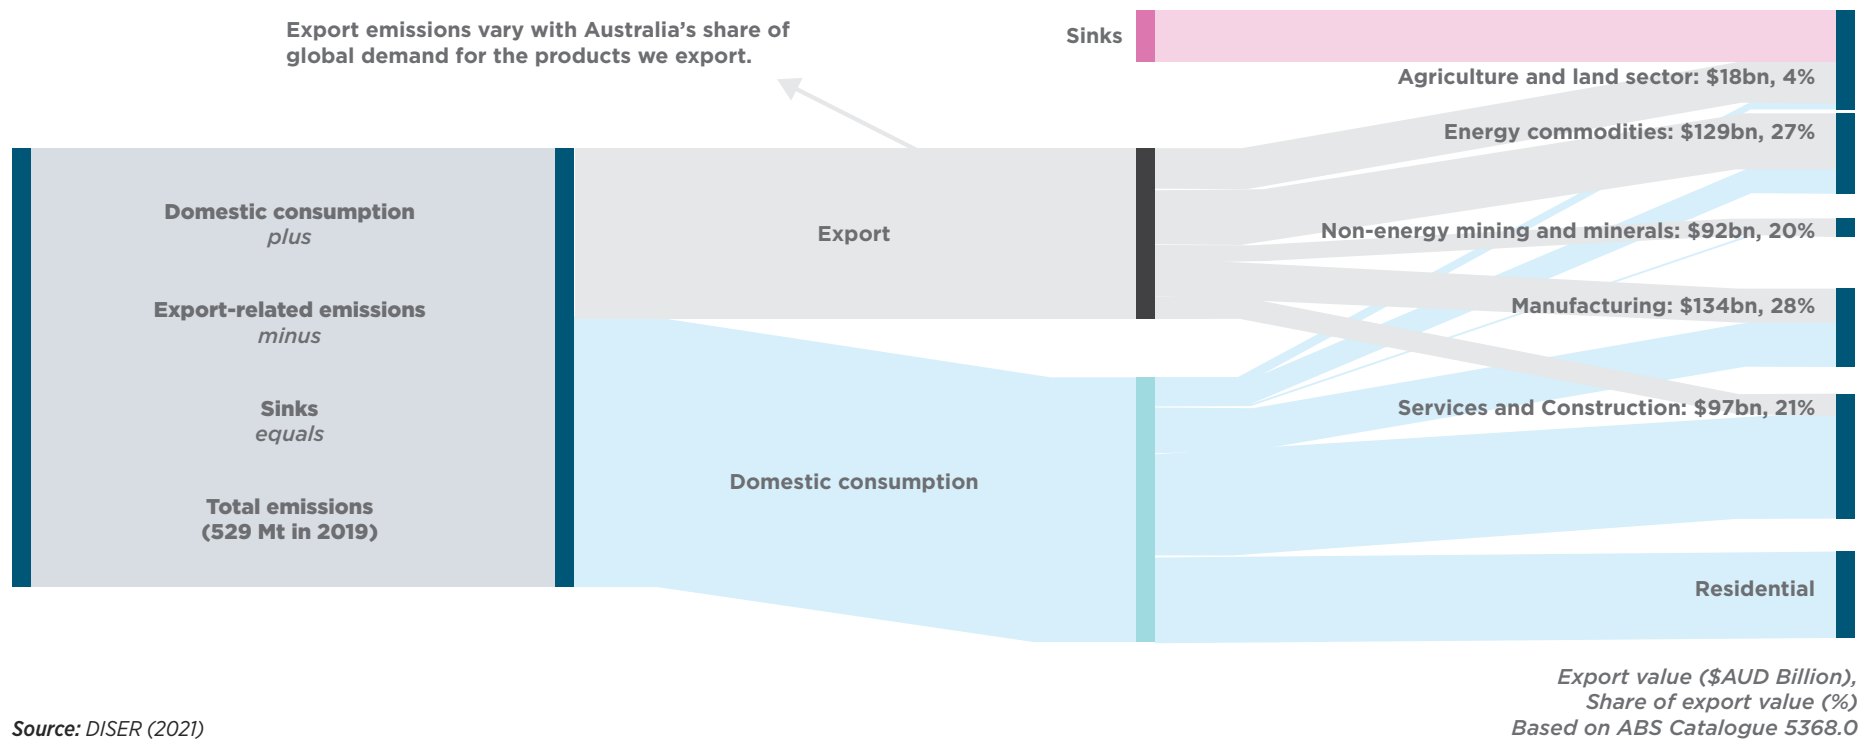 Export emissions vary with Australia’s share of
global demand for the products we export.
Sinks
Agriculture and land sector: $18bn, 4%
Energy commodities: $129bn, 27%
Domestic consumption
plus
Export-related emissions
minus
Sinks
equals
Total emissions
(529 Mt in 2019)
Export
Non-energy mining and minerals: $92bn, 20%
Manufacturing: $134bn, 28%
Services and Construction: $97bn, 21%
Domestic consumption
Residential
Export value ($AUD Billion),
Share of export value (%)
Based on ABS Catalogue 5368.0
Source: DISER (2021)